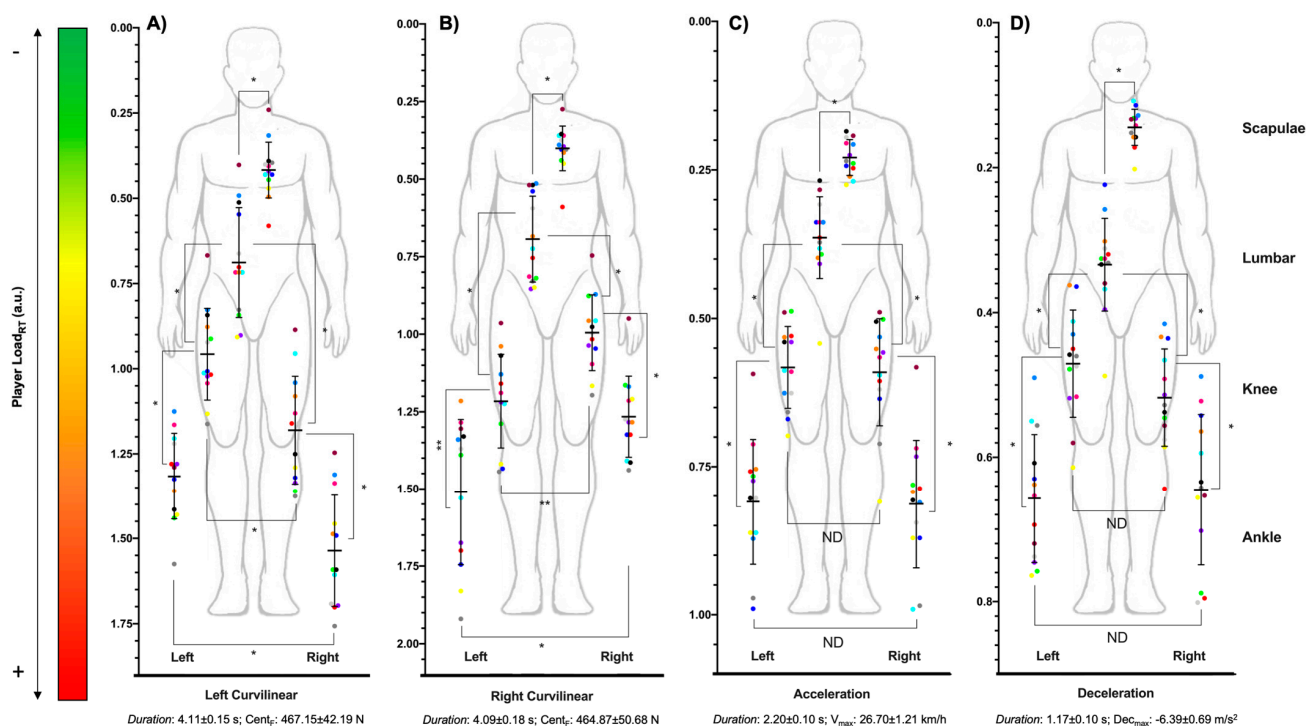 -
Player Load_RT (a.u.)
+
A)
0.00
0.25
0.50
0.75
1.00
1.25
1.50
1.75
*
*
*
*
*
*
*
Left
Right
Left Curvilinear
Duration: 4.11±0.15 s; Cent_F: 467.15±42.19 N
B)
0.00
0.25
0.50
0.75
1.00
1.25
1.50
1.75
2.00
*
*
*
*
**
**
*
Left
Right
Right Curvilinear
Duration: 4.09±0.18 s; Cent_F: 464.87±50.68 N
C)
0.00
0.25
0.50
0.75
1.00
*
*
*
*
*
ND
ND
Left
Right
Acceleration
Duration: 2.20±0.10 s; V_max: 26.70±1.21 km/h
D)
0.0
0.2
0.4
0.6
0.8
*
*
*
*
*
ND
ND
Left
Right
Deceleration
Duration: 1.17±0.10 s; Dec_max: -6.39±0.69 m/s²
Scapulae
Lumbar
Knee
Ankle